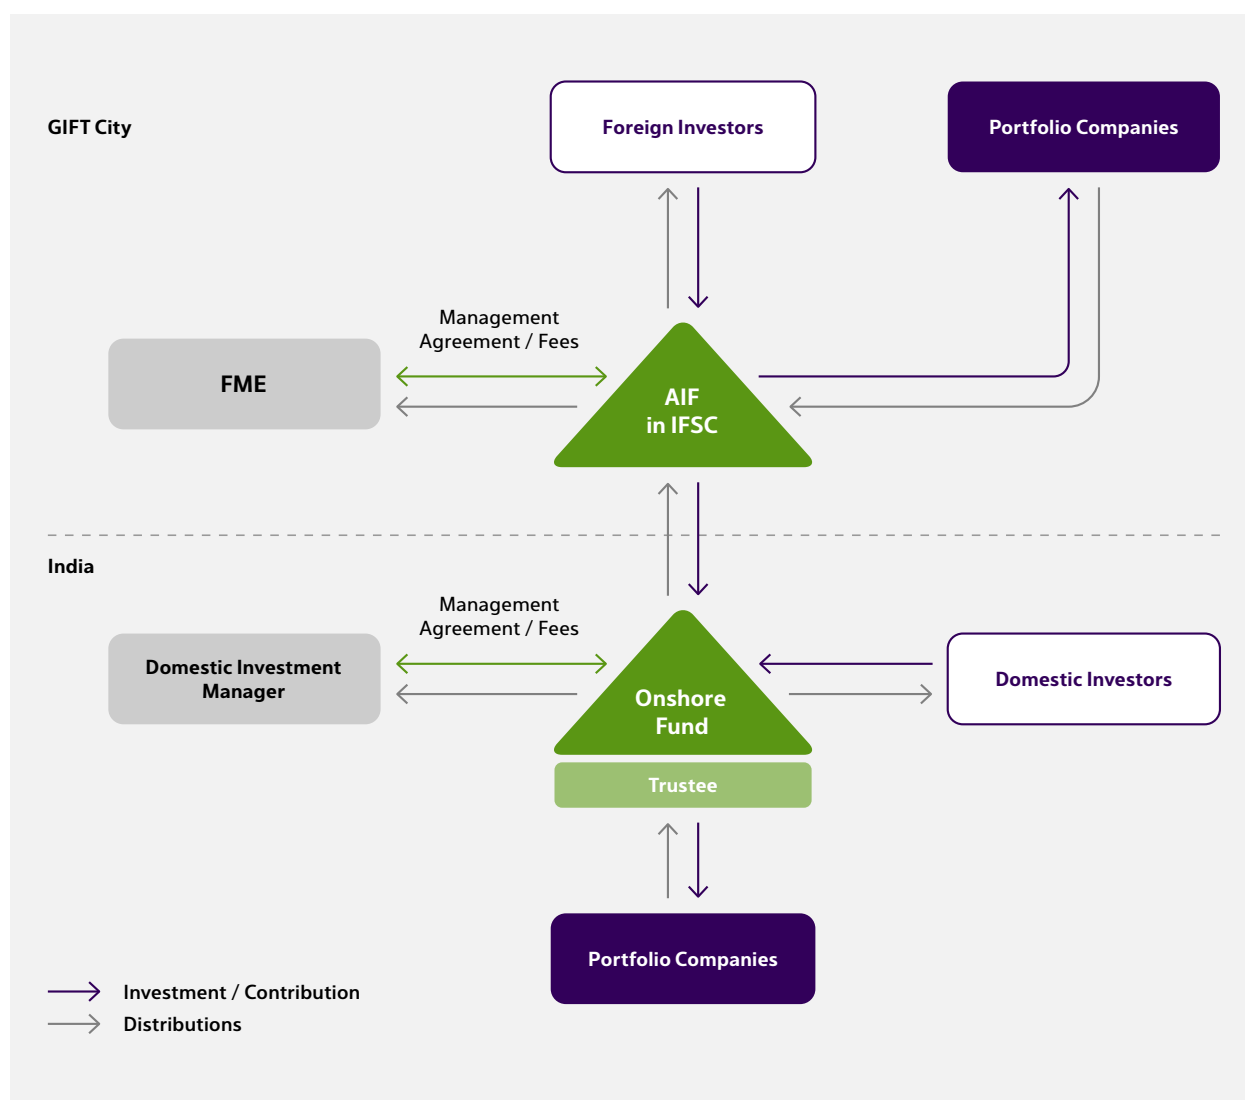 GIFT City
Foreign Investors
Portfolio Companies
Management
Agreement / Fees
FME
AIF
in IFSC
India
Management
Agreement / Fees
Domestic Investment
Manager
Onshore
Fund
Domestic Investors
Trustee
Portfolio Companies
Investment / Contribution
Distributions